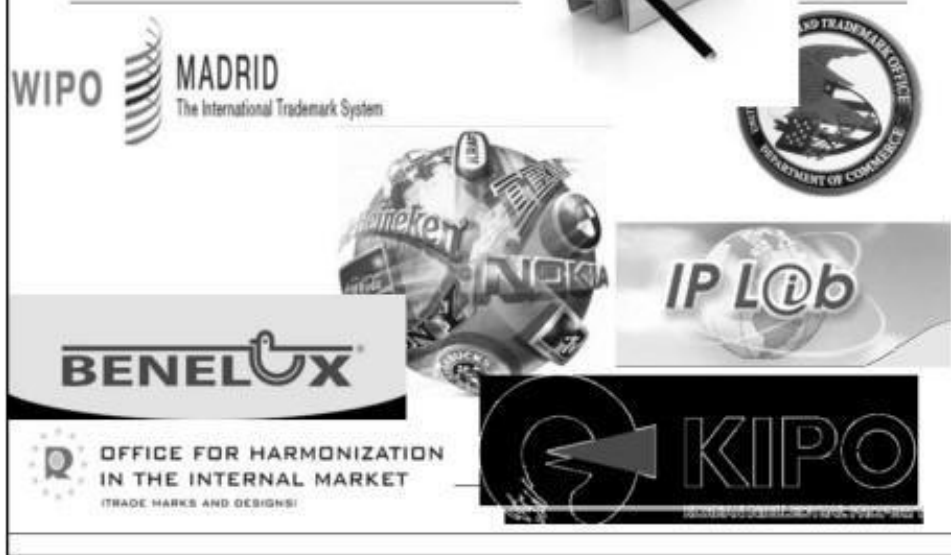 WIPO
MADRID
The International Trademark System
AND TRADEMARK OFFICE
DEPARTMENT OF COMMERCE
Heineken
NOKIA
IP L@b
BENELUX
OFFICE FOR HARMONIZATION
IN THE INTERNAL MARKET
(TRADE MARKS AND DESIGNS)
KIPO